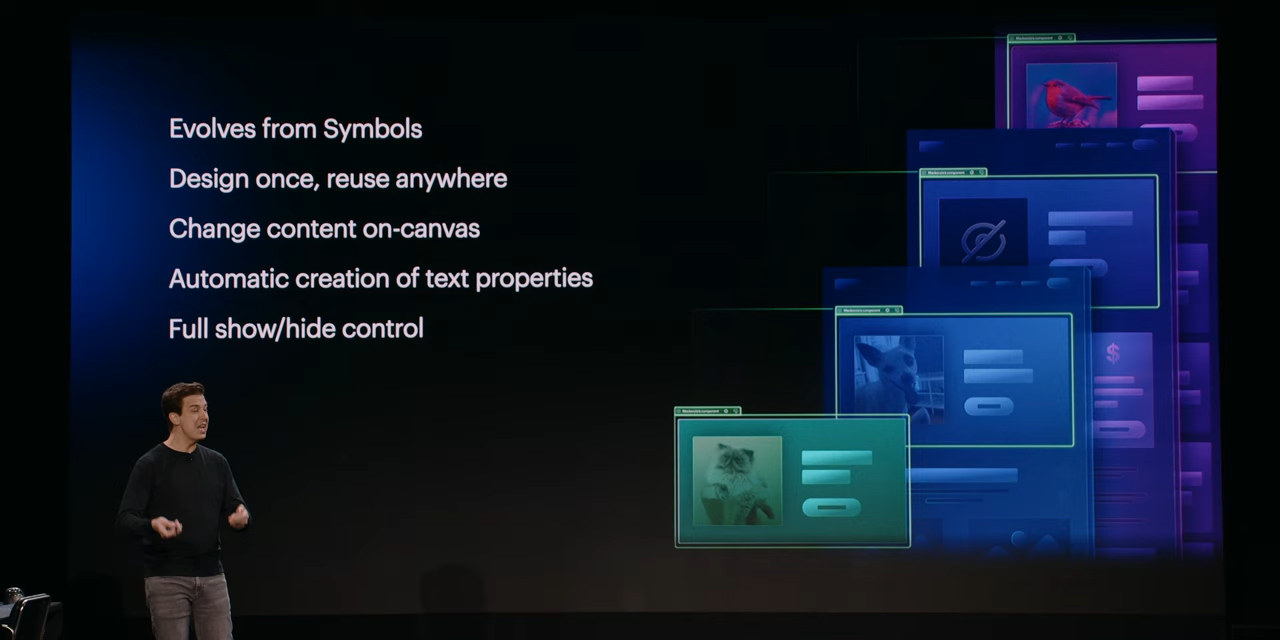 Evolves from Symbols
Design once, reuse anywhere
Change content on-canvas
Automatic creation of text properties
Full show/hide control
$